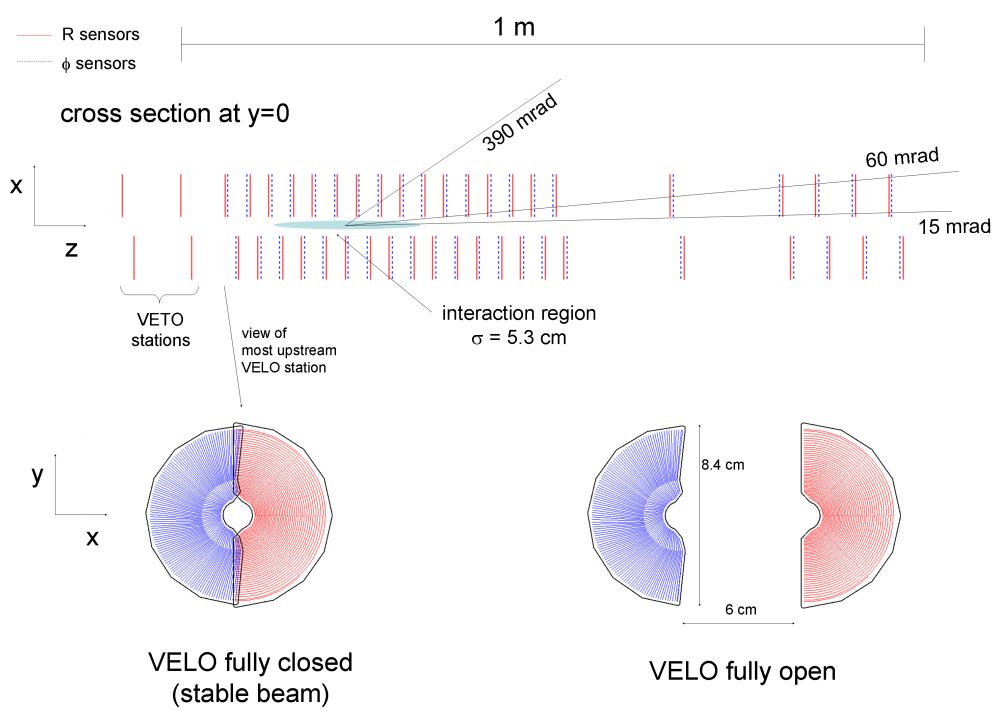 R sensors
ϕ sensors
1 m
cross section at y=0
390 mrad
60 mrad
15 mrad
x
z
VETO
stations
view of
most upstream
VELO station
interaction region
σ = 5.3 cm
y
x
8.4 cm
6 cm
VELO fully closed
(stable beam)
VELO fully open